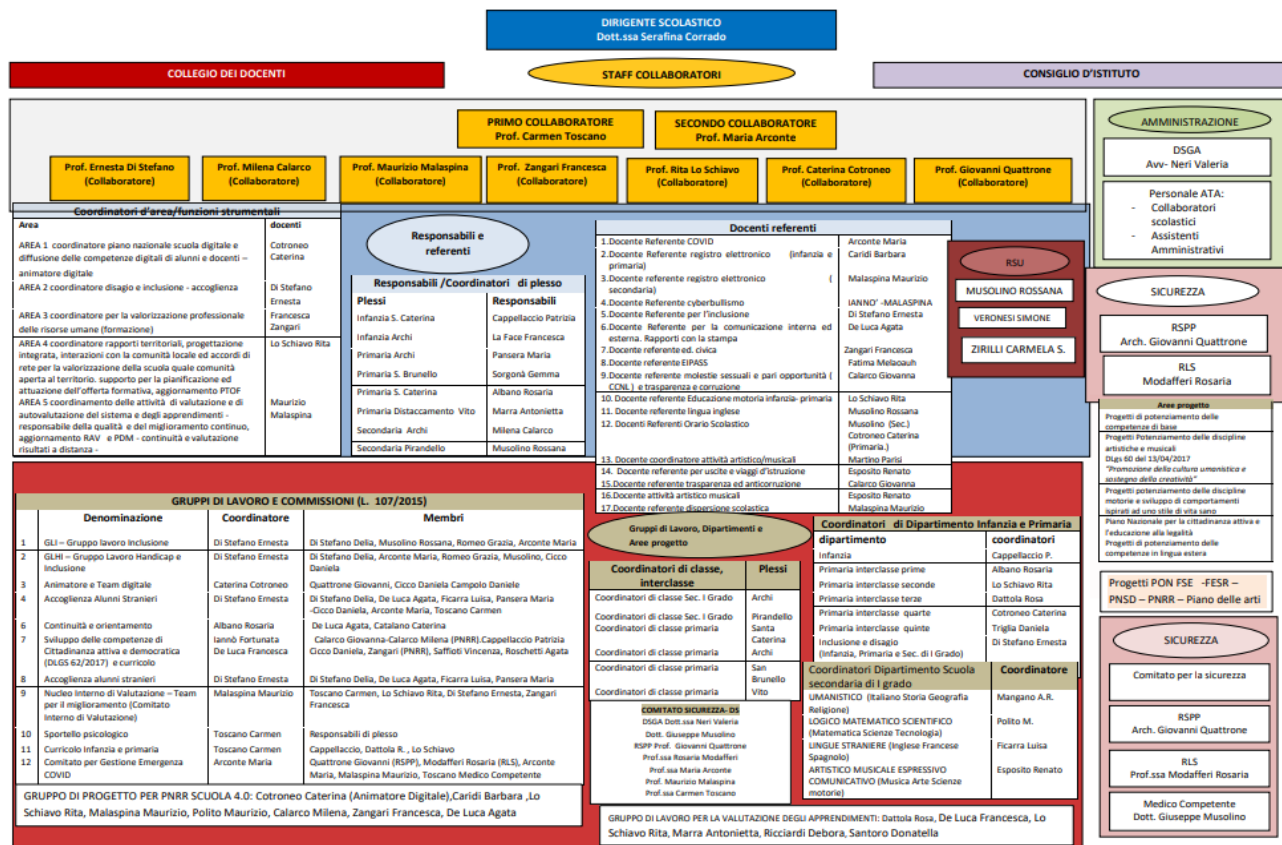 DIRIGENTE SCOLASTICO
Dott.ssa Serafina Corrado
COLLEGIO DEI DOCENTI
STAFF COLLABORATORI
CONSIGLIO D'ISTITUTO
PRIMO COLLABORATORE
Prof. Carmen Toscano
SECONDO COLLABORATORE
Prof. Maria Arconte
Prof. Ernesta Di Stefano
(Collaboratore)
Prof. Milena Calarco
(Collaboratore)
Prof. Maurizio Malaspina
(Collaboratore)
Prof. Zangari Francesca
(Collaboratore)
Prof. Rita Lo Schiavo
(Collaboratore)
Prof. Caterina Cotroneo
(Collaboratore)
Prof. Giovanni Quattrone
(Collaboratore)
AMMINISTRAZIONE
DSGA
Avv- Neri Valeria
Personale ATA:
- Collaboratori
scolastici
- Assistenti
Amministrativi
Coordinatori d'area/funzioni strumentali
Area docenti
AREA 1 coordinatore piano nazionale scuola digitale e Cotroneo
diffusione delle competenze digitali di alunni e docenti – Caterina
animatore digitale
AREA 2 coordinatore disagio e inclusione - accoglienza Di Stefano
Ernesta
AREA 3 coordinatore per la valorizzazione professionale Francesca
delle risorse umane (formazione) Zangari
AREA 4 coordinatore rapporti territoriali, progettazione Lo Schiavo Rita
integrata, interazioni con la comunità locale ed accordi di
rete per la valorizzazione della scuola quale comunità
aperta al territorio. supporto per la pianificazione ed
attuazione dell'offerta formativa, aggiornamento PTOF
AREA 5 coordinamento delle attività di valutazione e di Maurizio
autovalutazione del sistema e degli apprendimenti - Malaspina
responsabile della qualità e del miglioramento continuo,
aggiornamento RAV e PDM - continuità e valutazione
risultati a distanza -
Responsabili e
referenti
Responsabili /Coordinatori di plesso
Plessi Responsabili
Infanzia S. Caterina Cappellaccio Patrizia
Infanzia Archi La Face Francesca
Primaria Archi Pansera Maria
Primaria S. Brunello Sorgonà Gemma
Primaria S. Caterina Albano Rosaria
Primaria Distaccamento Vito Marra Antonietta
Secondaria Archi Milena Calarco
Secondaria Pirandello Musolino Rossana
Docenti referenti
1.Docente Referente COVID Arconte Maria
2.Docente Referente registro elettronico (infanzia e Caridi Barbara
primaria)
3.Docente referente registro elettronico ( Malaspina Maurizio
secondaria)
4.Docente Referente cyberbullismo IANNO' -MALASPINA
5.Docente Referente per l'inclusione Di Stefano Ernesta
6.Docente Referente per la comunicazione interna ed De Luca Agata
esterna. Rapporti con la stampa
7.Docente referente ed. civica Zangari Francesca
8.Docente referente EIPASS Fatima Melaoauh
9.Docente referente molestie sessuali e pari opportunità ( Calarco Giovanna
CCNL ) e trasparenza e corruzione
10. Docente referente Educazione motoria infanzia- primaria Lo Schiavo Rita
11. Docente referente lingua inglese Musolino Rossana
12. Docenti Referenti Orario Scolastico Musolino (Sec.)
Cotroneo Caterina
(Primaria.)
13. Docente coordinatore attività artistico/musicali Martino Parisi
14. Docente referente per uscite e viaggi d'istruzione Esposito Renato
15.Docente referente trasparenza ed anticorruzione Calarco Giovanna
16.Docente attività artistico musicali Esposito Renato
17.Docente referente dispersione scolastica Malaspina Maurizio
RSU
MUSOLINO ROSSANA
VERONESI SIMONE
ZIRILLI CARMELA S.
SICUREZZA
RSPP
Arch. Giovanni Quattrone
RLS
Modafferi Rosaria
Aree progetto
Progetti di potenziamento delle
competenze di base
Progetti Potenziamento delle discipline
artistiche e musicali
DLgs 60 del 13/04/2017
"Promozione della cultura umanistica e
sostegno della creatività"
Progetti potenziamento delle discipline
motorie e sviluppo di comportamenti
ispirati ad uno stile di vita sano
Piano Nazionale per la cittadinanza attiva e
l'educazione alla legalità
Progetti di potenziamento delle
competenze in lingua estera
Progetti PON FSE -FESR –
PNSD – PNRR – Piano delle arti
SICUREZZA
Comitato per la sicurezza
RSPP
Arch. Giovanni Quattrone
RLS
Prof.ssa Modafferi Rosaria
Medico Competente
Dott. Giuseppe Musolino
GRUPPI DI LAVORO E COMMISSIONI (L. 107/2015)
Denominazione Coordinatore Membri
1 GLI – Gruppo lavoro Inclusione Di Stefano Ernesta Di Stefano Delia, Musolino Rossana, Romeo Grazia, Arconte Maria
2 GLHI – Gruppo Lavoro Handicap e Di Stefano Ernesta Di Stefano Delia, Arconte Maria, Romeo Grazia, Musolino, Cicco
Inclusione Daniela
3 Animatore e Team digitale Caterina Cotroneo Quattrone Giovanni, Cicco Daniela Campolo Daniele
4 Accoglienza Alunni Stranieri Di Stefano Ernesta Di Stefano Delia, De Luca Agata, Ficarra Luisa, Pansera Maria
-Cicco Daniela, Arconte Maria, Toscano Carmen
6 Continuità e orientamento Albano Rosaria De Luca Agata, Catalano Caterina
7 Sviluppo delle competenze di Iannò Fortunata Calarco Giovanna-Calarco Milena (PNRR).Cappellaccio Patrizia
Cittadinanza attiva e democratica De Luca Francesca Cicco Daniela, Zangari (PNRR), Saffioti Vincenza, Roschetti Agata
(DLGS 62/2017) e curricolo
8 Accoglienza alunni stranieri Di Stefano Ernesta Di Stefano Delia, De Luca Agata, Ficarra Luisa, Pansera Maria
9 Nucleo Interno di Valutazione – Team Malaspina Maurizio Toscano Carmen, Lo Schiavo Rita, Di Stefano Ernesta, Zangari
per il miglioramento (Comitato Francesca
Interno di Valutazione)
10 Sportello psicologico Toscano Carmen Responsabili di plesso
11 Curricolo Infanzia e primaria Toscano Carmen Cappellaccio, Dattola R. , Lo Schiavo
12 Comitato per Gestione Emergenza Arconte Maria Quattrone Giovanni (RSPP), Modafferi Rosaria (RLS), Arconte
COVID Maria, Malaspina Maurizio, Toscano Medico Competente
GRUPPO DI PROGETTO PER PNRR SCUOLA 4.0: Cotroneo Caterina (Animatore Digitale),Caridi Barbara ,Lo
Schiavo Rita, Malaspina Maurizio, Polito Maurizio, Calarco Milena, Zangari Francesca, De Luca Agata
Gruppi di Lavoro, Dipartimenti e
Aree progetto
Coordinatori di classe, Plessi
interclasse
Coordinatori di classe Sec. I Grado Archi
Coordinatori di classe Sec. I Grado Pirandello
Coordinatori di classe primaria Santa
Caterina
Coordinatori di classe primaria Archi
Coordinatori di classe primaria San
Brunello
Coordinatori di classe primaria Vito
COMITATO SICUREZZA- DS
DSGA Dott.ssa Neri Valeria
Dott. Giuseppe Musolino
RSPP Prof. Giovanni Quattrone
Prof.ssa Rosaria Modafferi
Prof.ssa Maria Arconte
Prof. Maurizio Malaspina
Prof.ssa Carmen Toscano
Coordinatori di Dipartimento Infanzia e Primaria
dipartimento coordinatori
Infanzia Cappellaccio P.
Primaria interclasse prime Albano Rosaria
Primaria interclasse seconde Lo Schiavo Rita
Primaria interclasse terze Dattola Rosa
Primaria interclasse quarte Cotroneo Caterina
Primaria interclasse quinte Triglia Daniela
Inclusione e disagio Di Stefano Ernesta
(Infanzia, Primaria e Sec. di I Grado)
Coordinatori Dipartimento Scuola Coordinatore
secondaria di I grado
UMANISTICO (Italiano Storia Geografia Mangano A.R.
Religione)
LOGICO MATEMATICO SCIENTIFICO Polito M.
(Matematica Scienze Tecnologia)
LINGUE STRANIERE (Inglese Francese Ficarra Luisa
Spagnolo)
ARTISTICO MUSICALE ESPRESSIVO Esposito Renato
COMUNICATIVO (Musica Arte Scienze
motorie)
GRUPPO DI LAVORO PER LA VALUTAZIONE DEGLI APPRENDIMENTI: Dattola Rosa, De Luca Francesca, Lo
Schiavo Rita, Marra Antonietta, Ricciardi Debora, Santoro Donatella